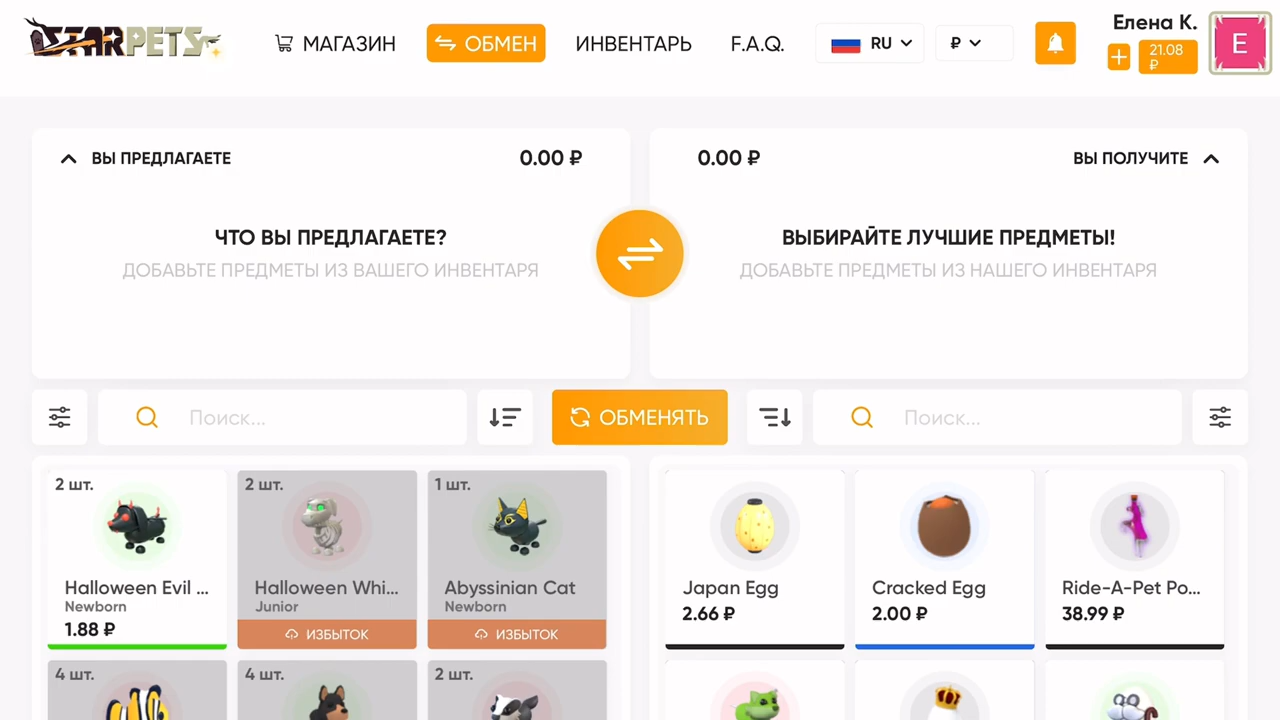 STARPETS
МАГАЗИН
ОБМЕН
ИНВЕНТАРЬ
F.A.Q.
RU
₽
Елена К.
21.08
₽
E
ВЫ ПРЕДЛАГАЕТЕ
0.00 ₽
0.00 ₽
ВЫ ПОЛУЧИТЕ
ЧТО ВЫ ПРЕДЛАГАЕТЕ?
ДОБАВЬТЕ ПРЕДМЕТЫ ИЗ ВАШЕГО ИНВЕНТАРЯ
ВЫБИРАЙТЕ ЛУЧШИЕ ПРЕДМЕТЫ!
ДОБАВЬТЕ ПРЕДМЕТЫ ИЗ НАШЕГО ИНВЕНТАРЯ
Поиск...
ОБМЕНЯТЬ
Поиск...
2 шт.
Halloween Evil ...
Newborn
1.88 ₽
2 шт.
Halloween Whi...
Junior
ИЗБЫТОК
1 шт.
Abyssinian Cat
Newborn
ИЗБЫТОК
Japan Egg
2.66 ₽
Cracked Egg
2.00 ₽
Ride-A-Pet Po...
38.99 ₽
4 шт.
4 шт.
2 шт.